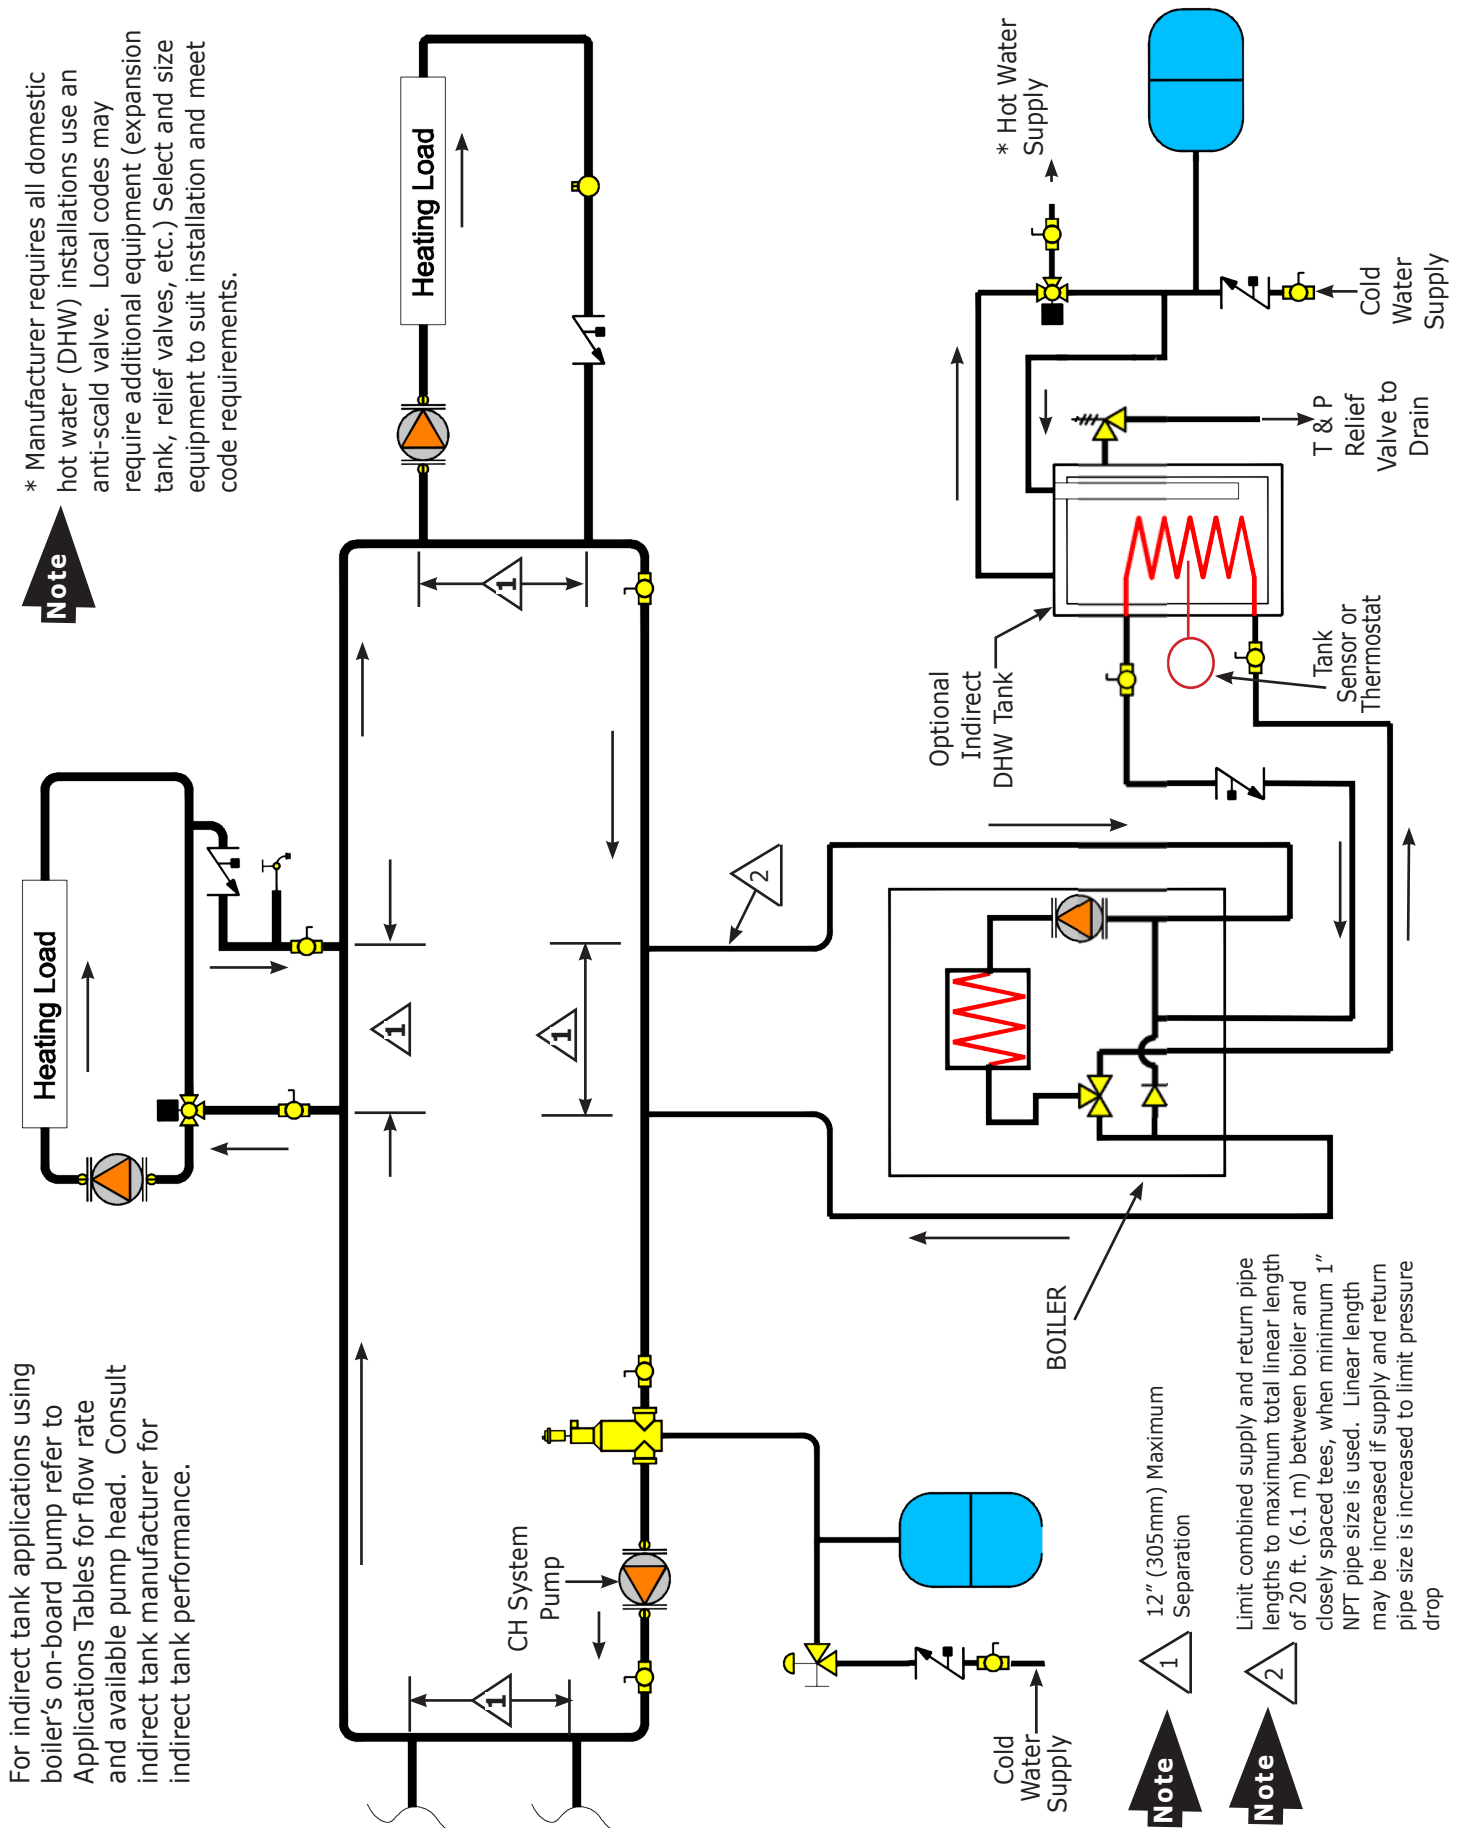 For indirect tank applications using
boiler's on-board pump refer to
Applications Tables for flow rate
and available pump head.  Consult
indirect tank manufacturer for
indirect tank performance.
Note
* Manufacturer requires all domestic
hot water (DHW) installations use an
anti-scald valve.  Local codes may
require additional equipment (expansion
tank, relief valves, etc.) Select and size
equipment to suit installation and meet
code requirements.
Heating Load
Heating Load
1
1
1
1
CH System
Pump
2
Optional
Indirect
DHW Tank
* Hot Water
Supply
Cold
Water
Supply
BOILER
Tank
Sensor or
Thermostat
T & P
Relief
Valve to
Drain
Cold
Water
Supply
Note
1
12″ (305mm) Maximum
Separation
Note
2
Limit combined supply and return pipe
lengths to maximum total linear length
of 20 ft. (6.1 m) between boiler and
closely spaced tees, when minimum 1″
NPT pipe size is used.  Linear length
may be increased if supply and return
pipe size is increased to limit pressure
drop